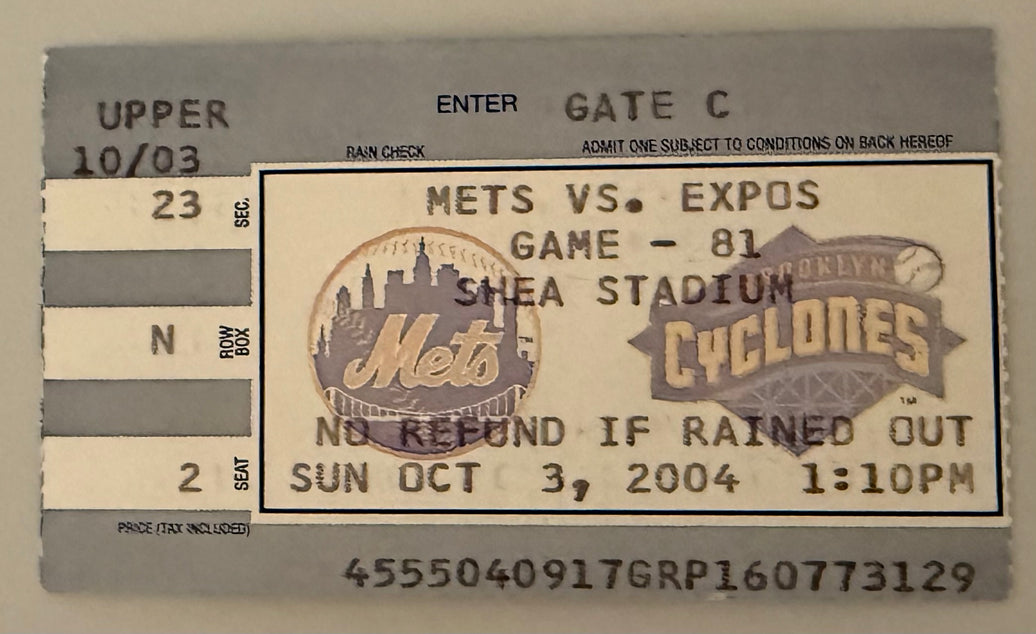 ENTER GATE C
UPPER
10/03
RAIN CHECK
ADMIT ONE SUBJECT TO CONDITIONS ON BACK HEREOF
23 SEC.
N ROW BOX
2 SEAT
PRICE (TAX INCLUDED)
METS VS. EXPOS
GAME - 81
SHEA STADIUM
Mets
BROOKLYN
CYCLONES
TM
NO REFUND IF RAINED OUT
SUN OCT 3, 2004 1:10PM
4555040917GRP160773129